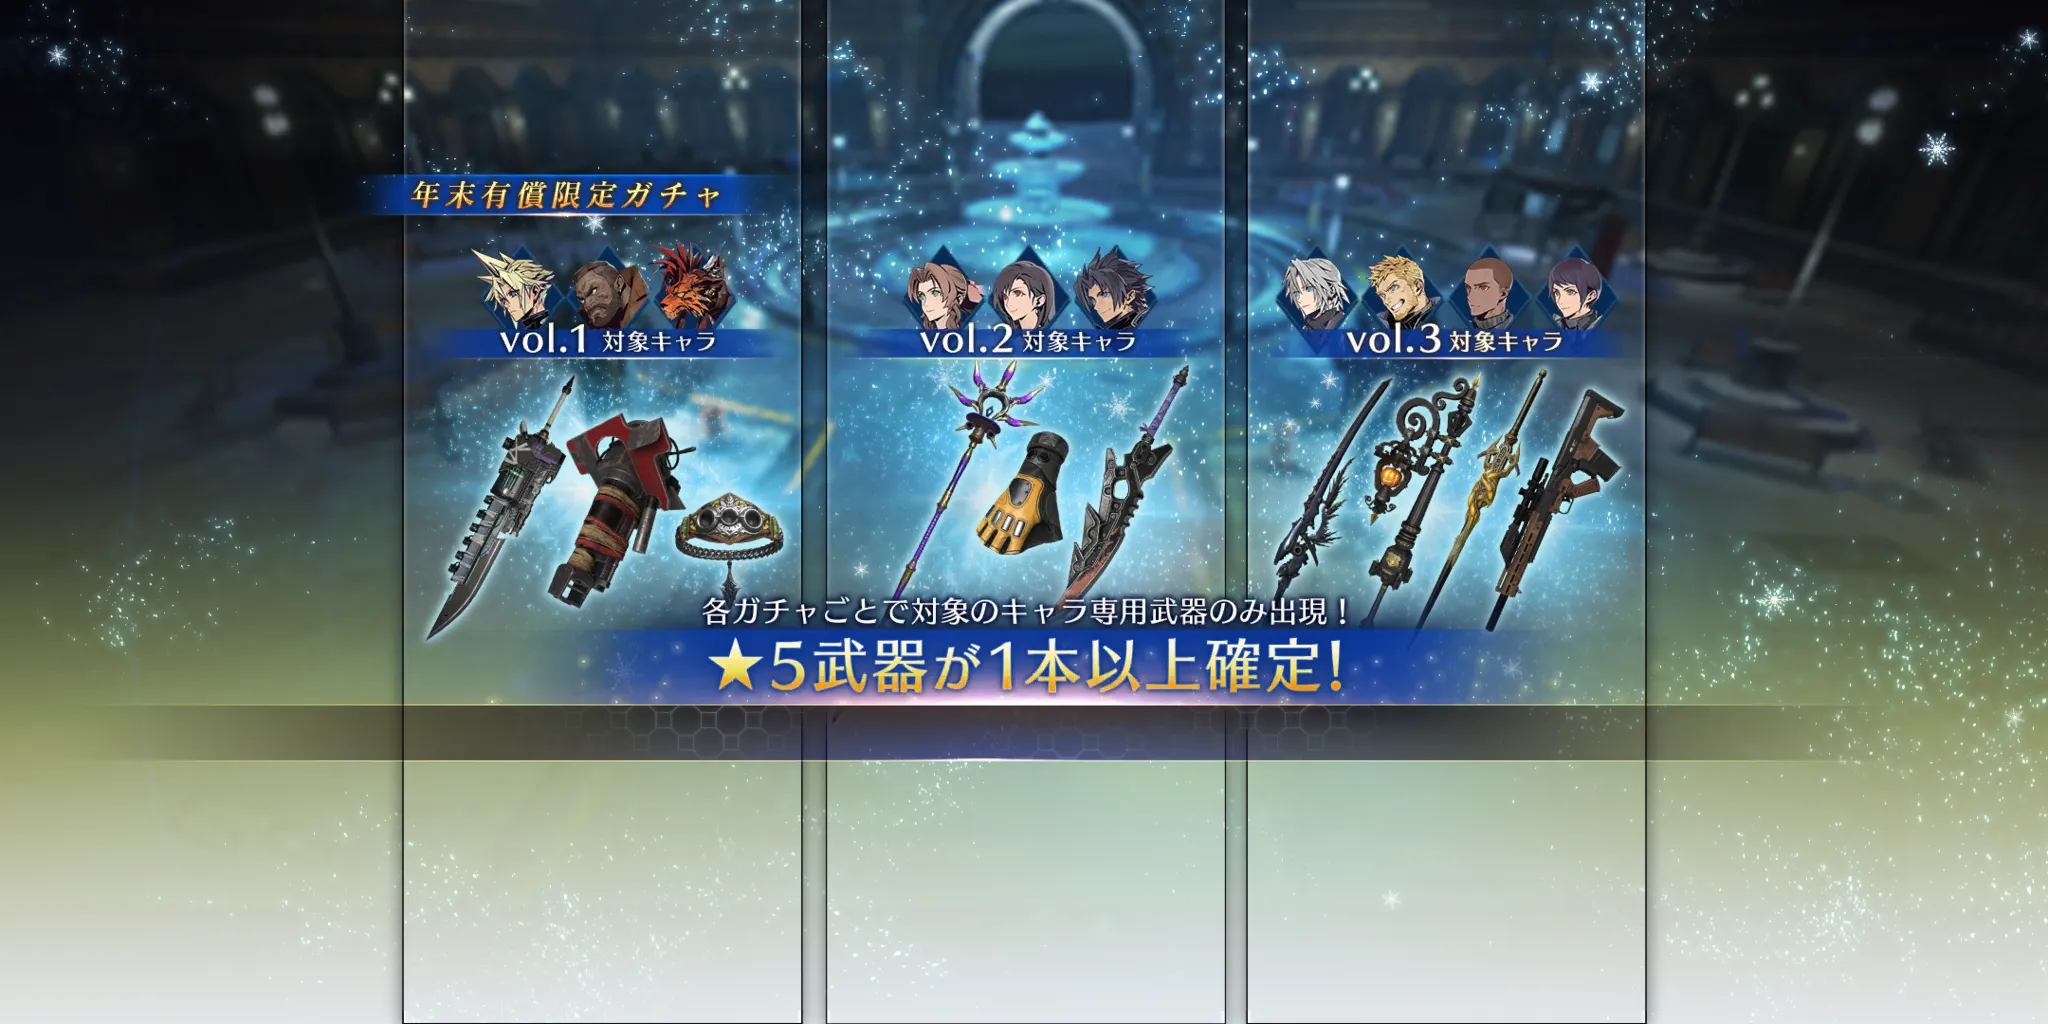 年末有償限定ガチャ
vol.1 対象キャラ
vol.2 対象キャラ
vol.3 対象キャラ
各ガチャごとで対象のキャラ専用武器のみ出現！
★5武器が1本以上確定!